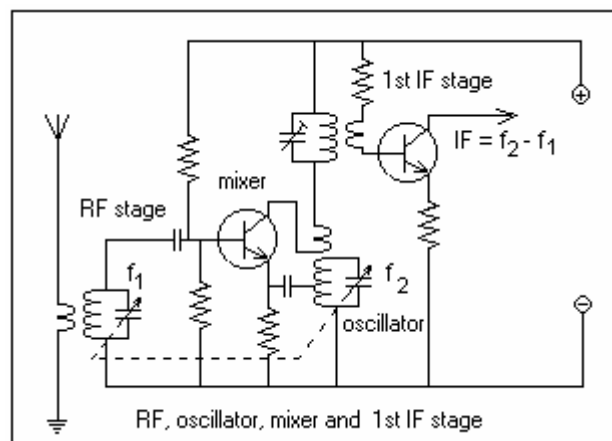 1st IF stage
IF = f2 - f1
mixer
RF stage
f1
f2
oscillator
RF, oscillator, mixer and 1st IF stage